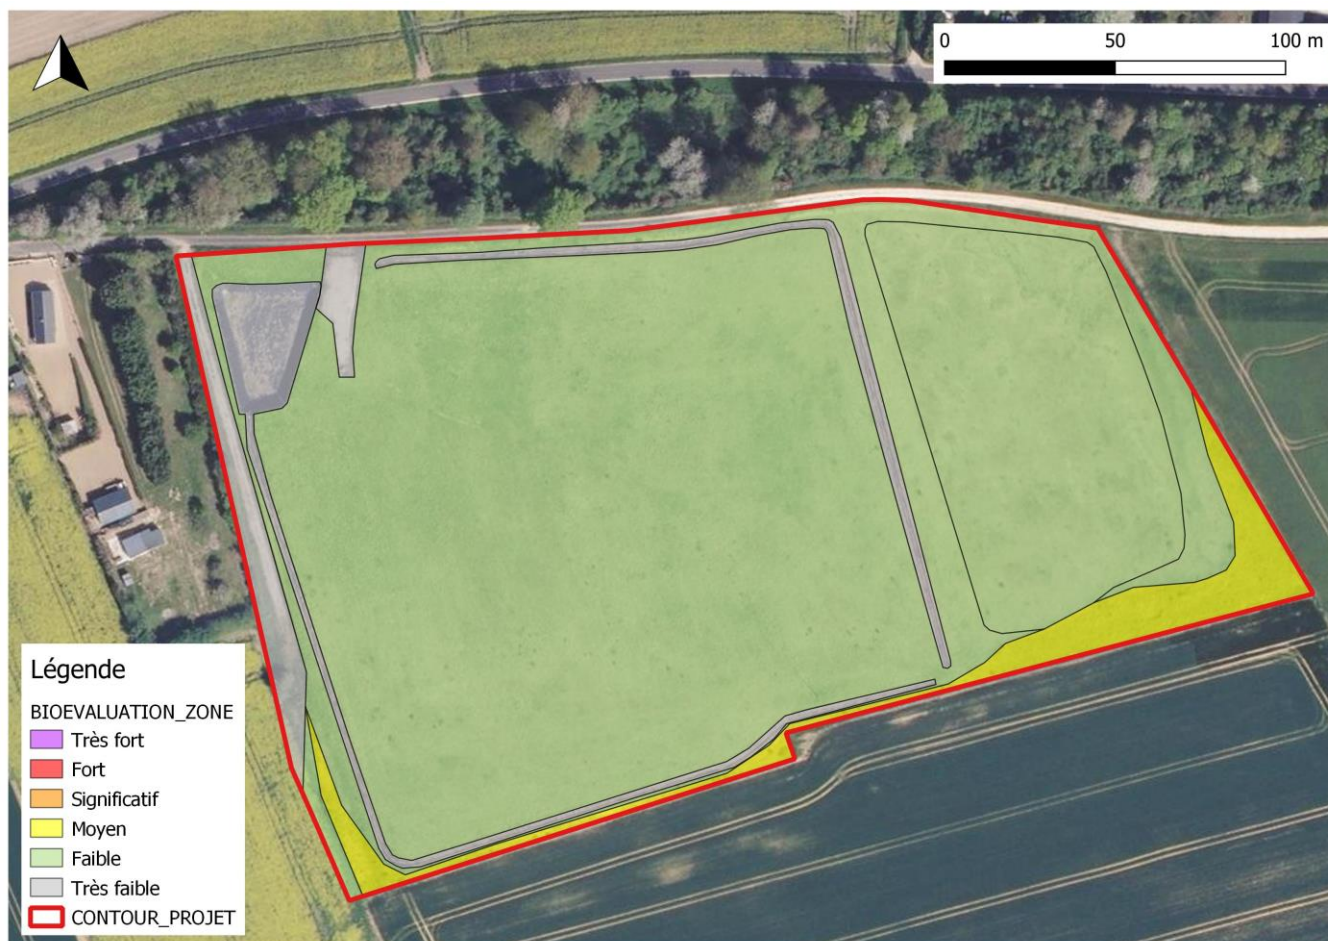 0 50 100 m
Légende
BIOEVALUATION_ZONE
Très fort
Fort
Significatif
Moyen
Faible
Très faible
CONTOUR_PROJET